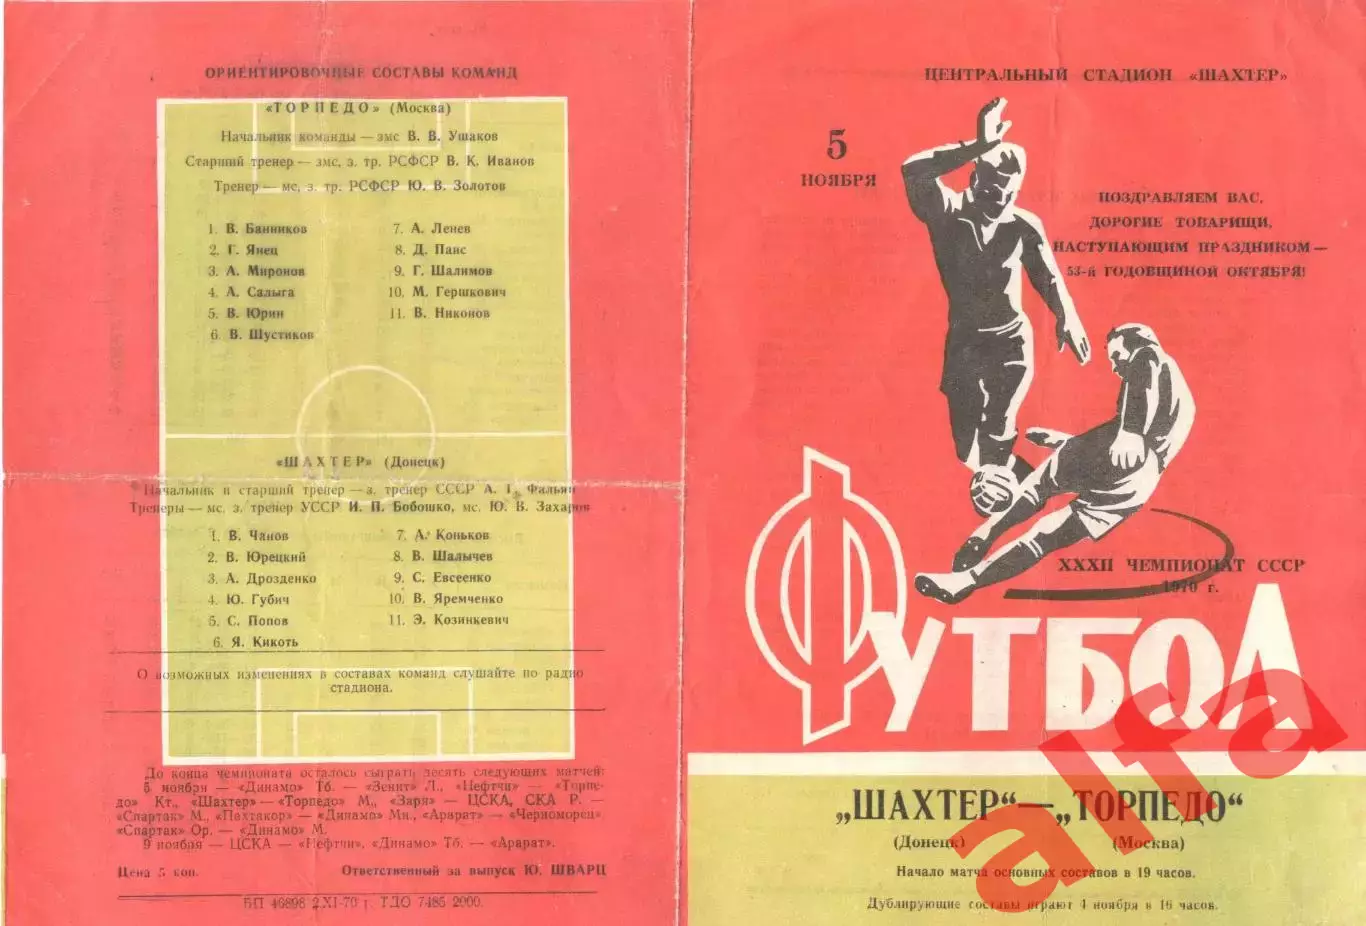 ОРИЕНТИРОВОЧНЫЕ СОСТАВЫ КОМАНД
«ТОРПЕДО» (Москва)
Начальник команды — змс В. В. Ушаков
Старший тренер — змс, з. тр. РСФСР В. К. Иванов
Тренер — мс, з. тр. РСФСР Ю. В. Золотов
1. В. Банников
2. Г. Янец
3. А. Миронов
4. А. Салыга
5. В. Юрин
6. В. Шустиков
7. А. Ленев
8. Д. Паис
9. Г. Шалимов
10. М. Гершкович
11. В. Никонов
«ШАХТЕР» (Донецк)
Начальник и старший тренер — з. тренер СССР А. Т. Фальян
Тренеры — мс, з. тренер УССР И. П. Бобошко, мс. Ю. В. Захаров
1. В. Чанов
2. В. Юрецкий
3. А. Дрозденко
4. Ю. Губич
5. С. Попов
6. Я. Кикоть
7. А. Коньков
8. В. Шалычев
9. С. Евсеенко
10. В. Яремченко
11. Э. Козинкевич
О возможных изменениях в составах команд слушайте по радио
стадиона.
До конца чемпионата осталось сыграть десять следующих матчей:
5 ноября — «Динамо» Тб. — «Зенит» Л., «Нефтчи» — «Торпе-
до» Кт., «Шахтер» — «Торпедо» М., «Заря» — ЦСКА, СКА Р. —
«Спартак» М., «Пахтакор» — «Динамо» Мн., «Арарат» — «Черноморец»
«Спартак» Ор. — «Динамо» М.
9 ноября — ЦСКА — «Нефтчи», «Динамо» Тб. — «Арарат».
Цена 5 коп. Ответственный за выпуск Ю. ШВАРЦ
БП 46898 2.XI-70 г. ТДО 7485 2000.
ЦЕНТРАЛЬНЫЙ СТАДИОН «ШАХТЕР»
5
НОЯБРЯ
ПОЗДРАВЛЯЕМ ВАС,
ДОРОГИЕ ТОВАРИЩИ,
НАСТУПАЮЩИМ ПРАЗДНИКОМ —
53-й ГОДОВЩИНОЙ ОКТЯБРЯ!
XXXII ЧЕМПИОНАТ СССР
1970 г.
ФУТБОЛ
„ШАХТЕР“ — „ТОРПЕДО“
(Донецк) (Москва)
Начало матча основных составов в 19 часов.
Дублирующие составы играют 4 ноября в 16 часов.
alfa